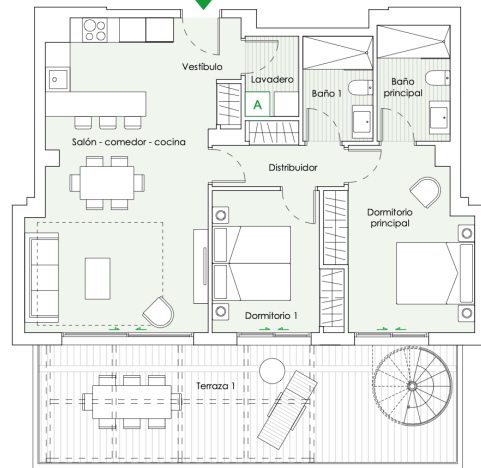 Vestíbulo
Lavadero
A
Baño 1
Baño
principal
Salón - comedor - cocina
Distribuidor
Dormitorio
principal
Dormitorio 1
Terraza 1